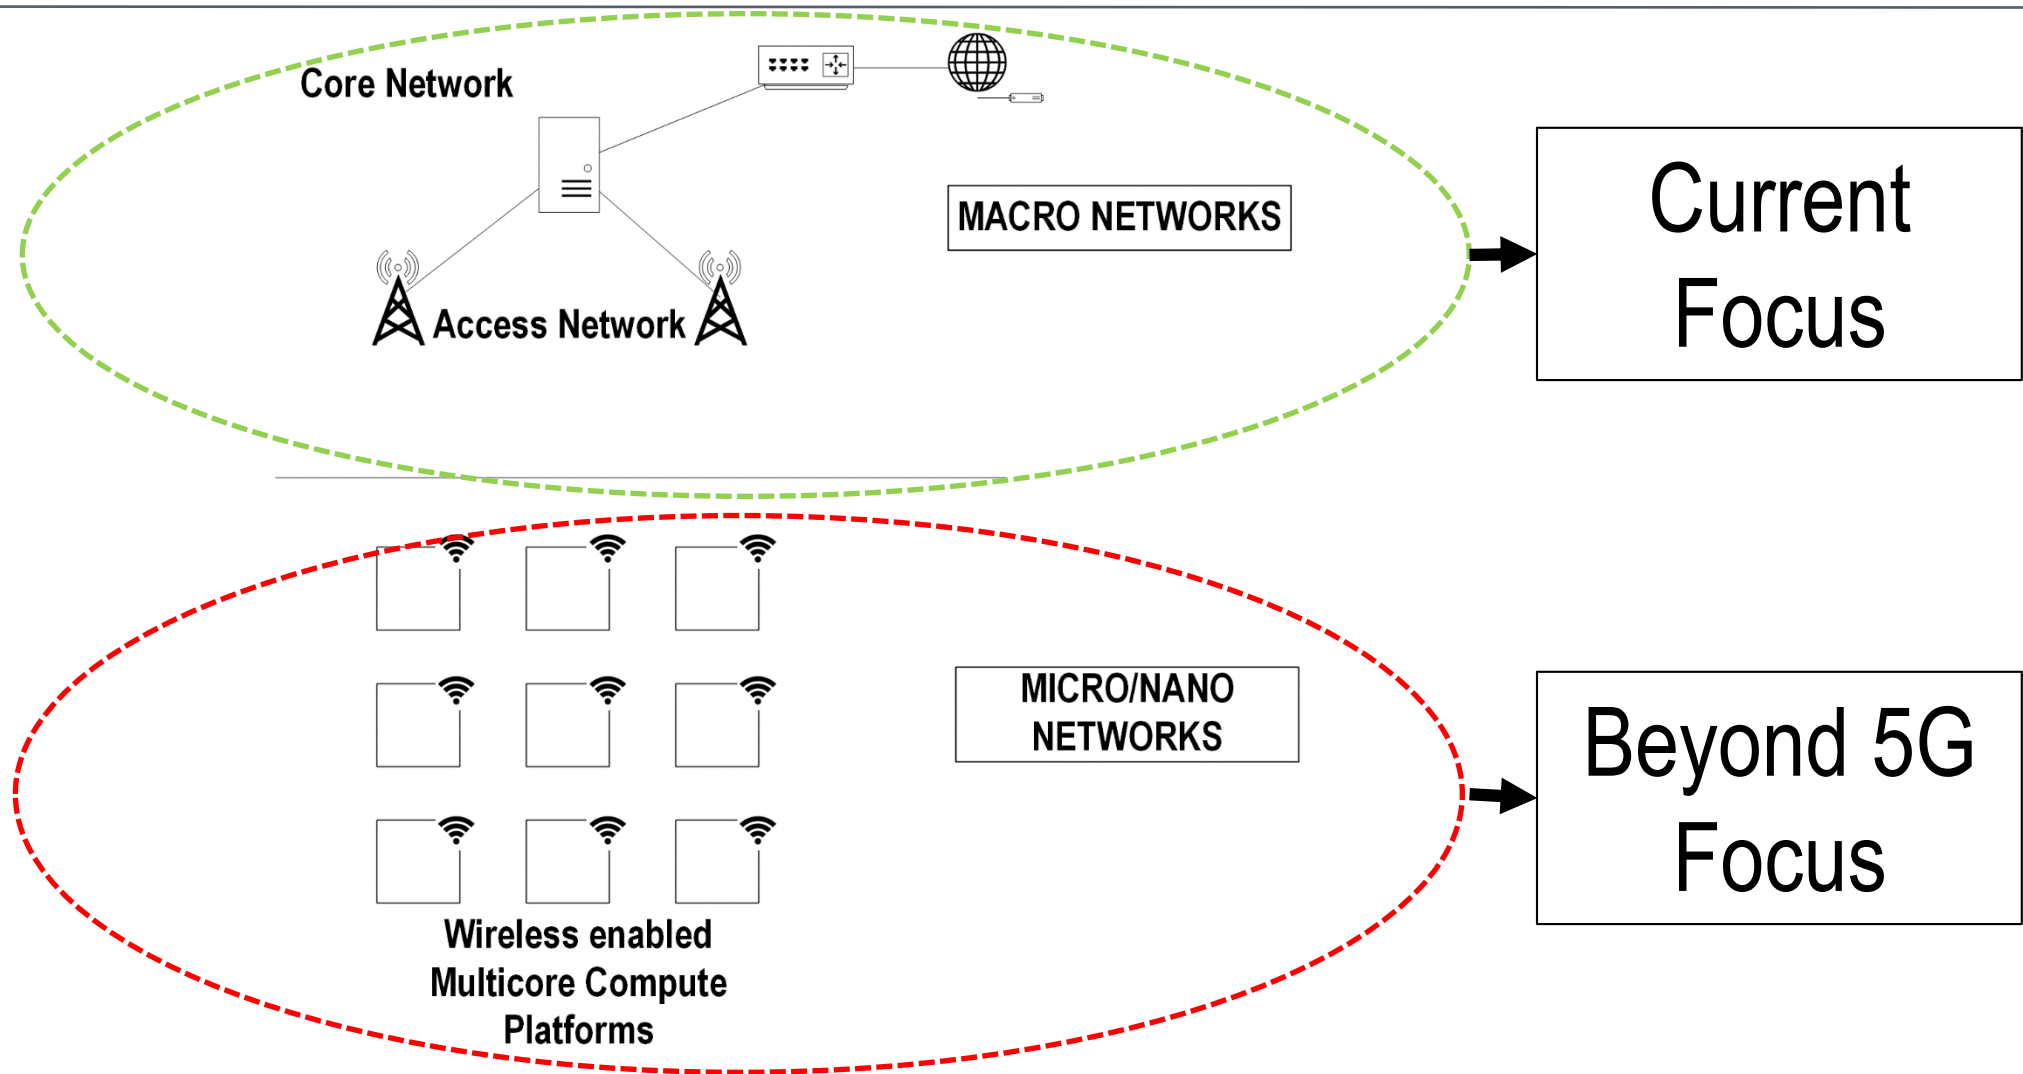 Core Network
MACRO NETWORKS
Access Network
Current
Focus
MICRO/NANO
NETWORKS
Beyond 5G
Focus
Wireless enabled
Multicore Compute
Platforms